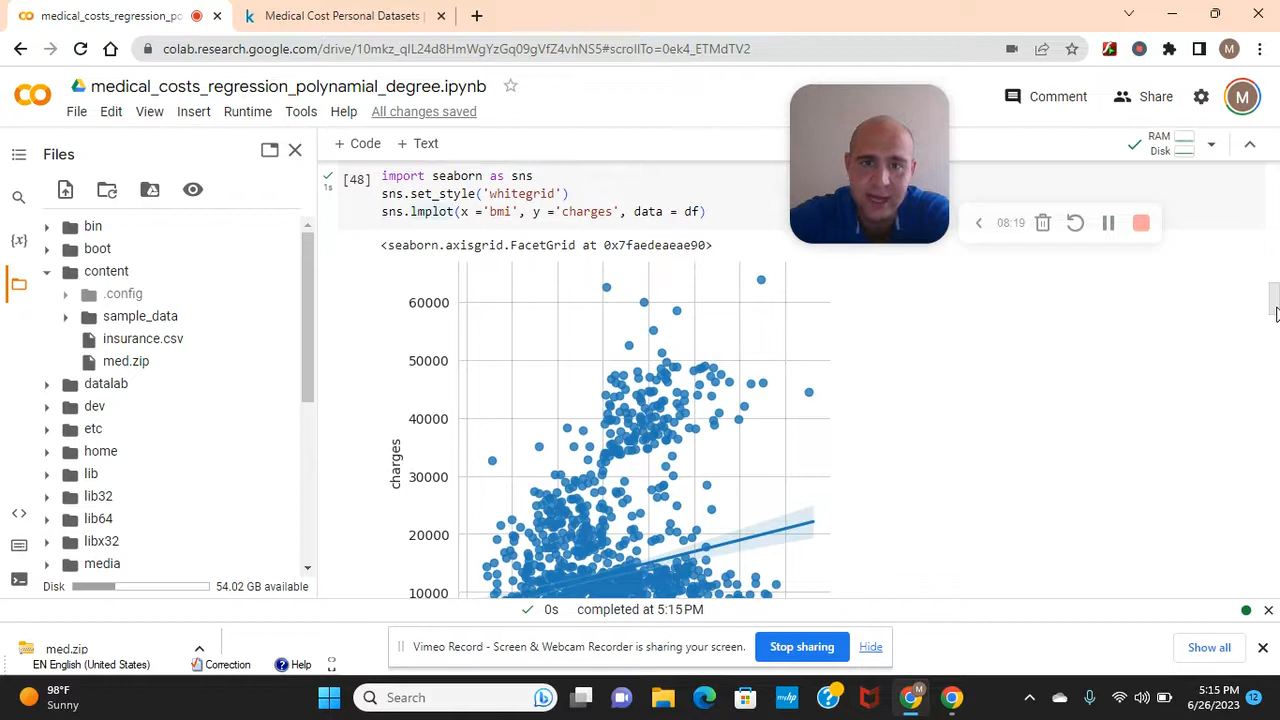 medical_costs_regression_po
Medical Cost Personal Datasets |
colab.research.google.com/drive/10mkz_qIL24d8HmWgYzGq09gVfZ4vhNS5#scrollTo=0ek4_ETMdTV2
M
medical_costs_regression_polynamial_degree.ipynb
File Edit View Insert Runtime Tools Help All changes saved
Comment Share M
Files
+ Code + Text
RAM
Disk
[48] import seaborn as sns
1s
sns.set_style('whitegrid')
sns.lmplot(x ='bmi', y ='charges', data = df)
08:19
<seaborn.axisgrid.FacetGrid at 0x7faedeaeae90>
bin
boot
content
.config
sample_data
insurance.csv
med.zip
datalab
dev
etc
home
lib
lib32
lib64
libx32
media
Disk 54.02 GB available
60000
50000
40000
30000
20000
10000
charges
0s completed at 5:15 PM
med.zip
Vimeo Record - Screen & Webcam Recorder is sharing your screen. Stop sharing Hide
Show all
EN English (United States) Correction Help
98°F
Sunny
Search
5:15 PM
6/26/2023
12